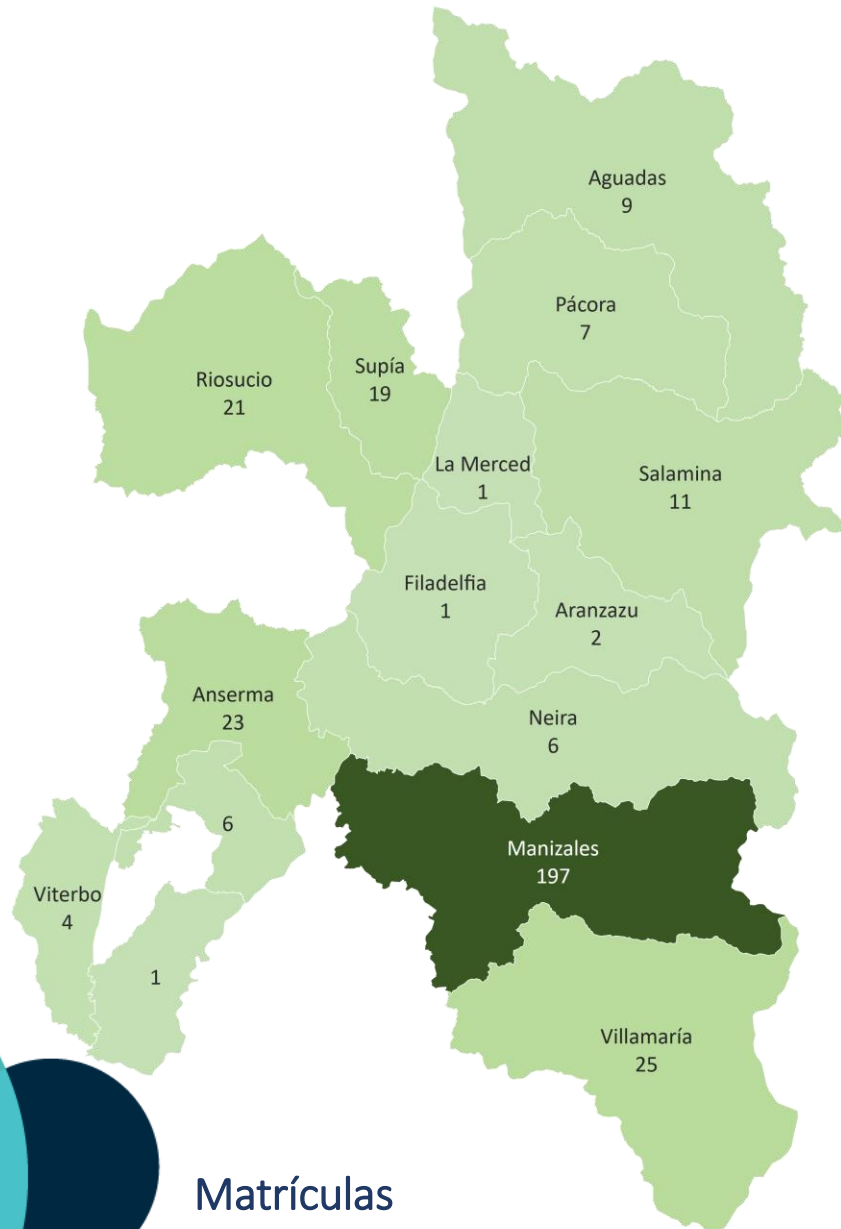 Aguadas
9
Pácora
7
Supía
19
Riosucio
21
La Merced
1
Salamina
11
Filadelfia
1
Aranzazu
2
Anserma
23
Neira
6
6
Manizales
197
Viterbo
4
1
Villamaría
25
Matrículas